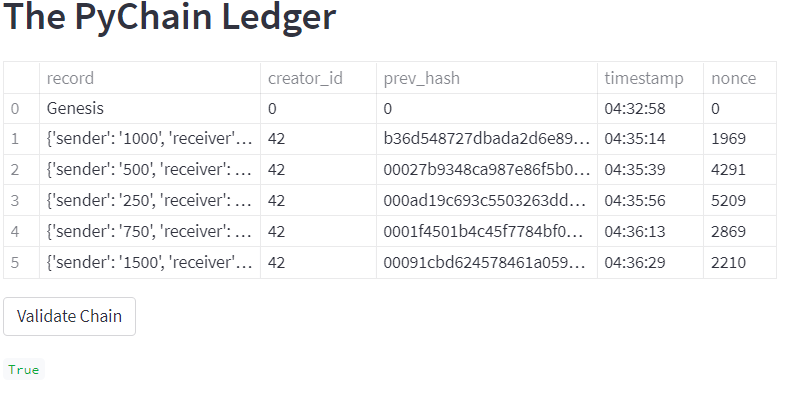 The PyChain Ledger
record creator_id prev_hash timestamp nonce
0 Genesis 0 0 04:32:58 0
1 {'sender': '1000', 'receiver'... 42 b36d548727dbada2d6e89... 04:35:14 1969
2 {'sender': '500', 'receiver': ... 42 00027b9348ca987e86f5b0... 04:35:39 4291
3 {'sender': '250', 'receiver': ... 42 000ad19c693c5503263dd... 04:35:56 5209
4 {'sender': '750', 'receiver': ... 42 0001f4501b4c45f7784bf0... 04:36:13 2869
5 {'sender': '1500', 'receiver'... 42 00091cbd624578461a059... 04:36:29 2210
Validate Chain
True